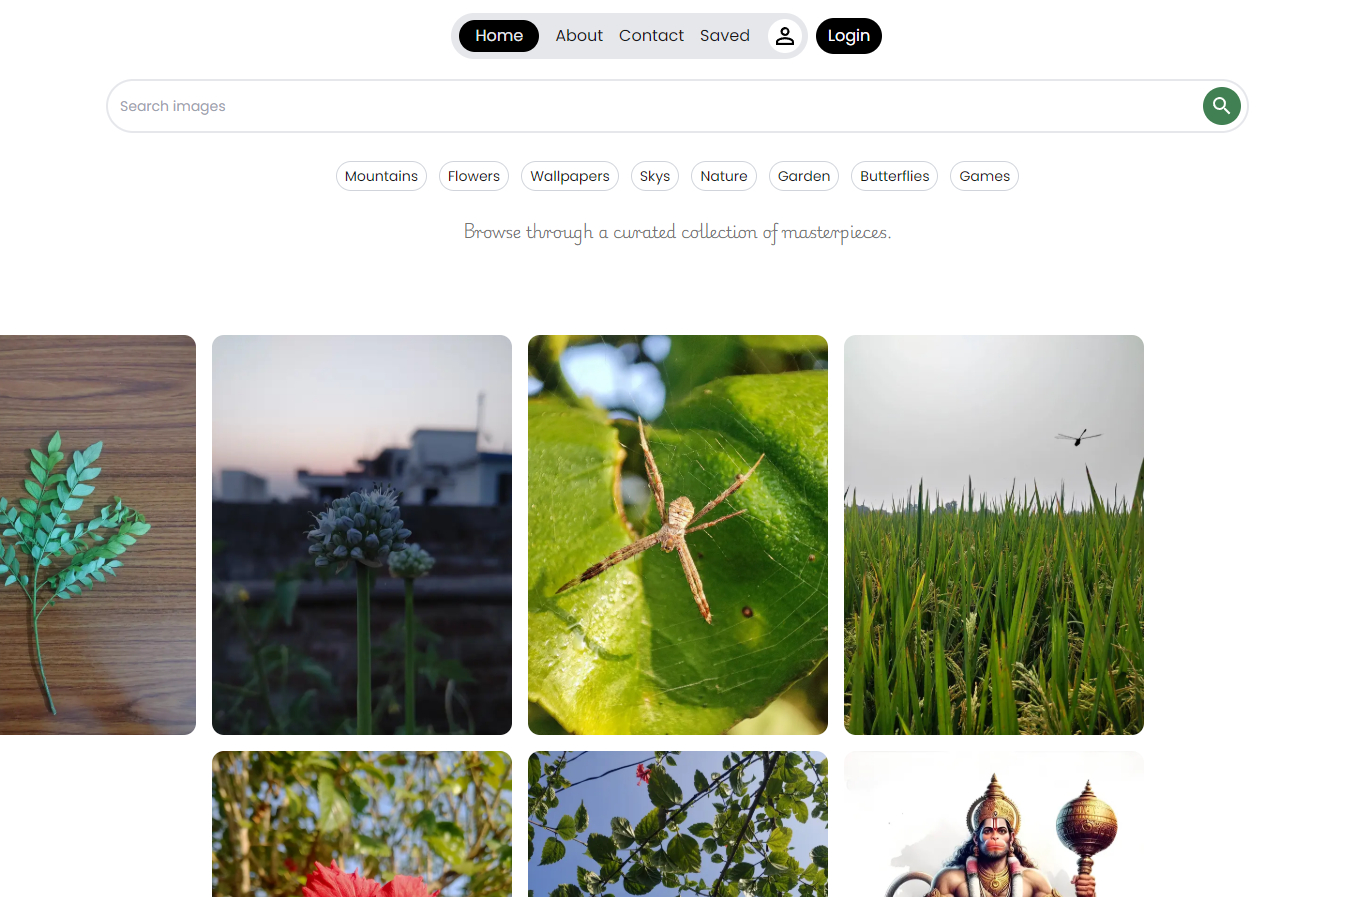 Home About Contact Saved Login
Search images
Mountains Flowers Wallpapers Skys Nature Garden Butterflies Games
Browse through a curated collection of masterpieces.